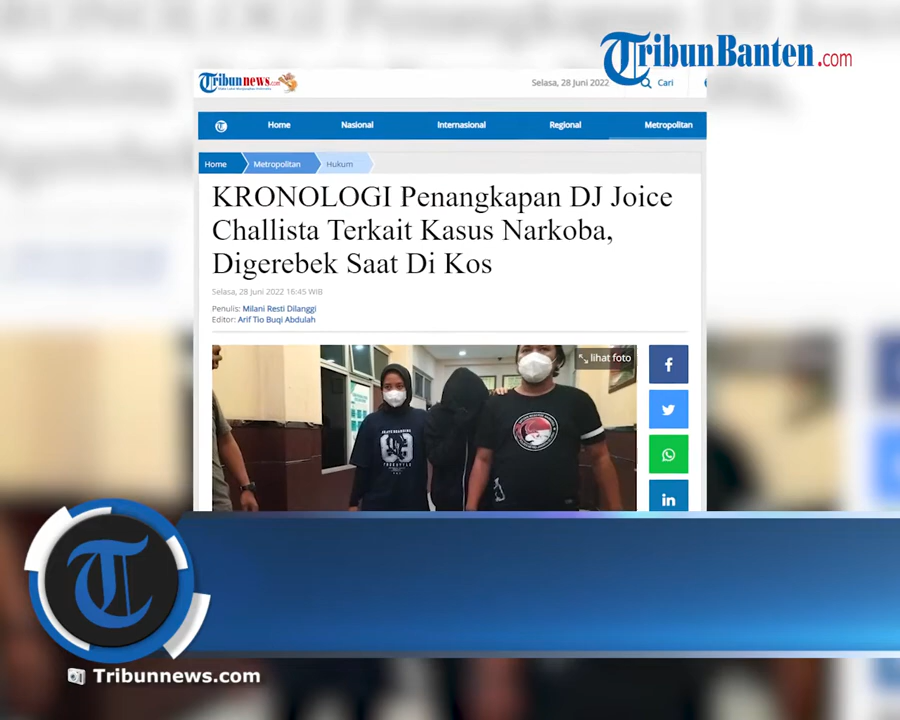 TribunBanten.com
Tribunnews.com
Selasa, 28 Juni 2022
Cari
Home Nasional Internasional Regional Metropolitan
Home Metropolitan Hukum
KRONOLOGI Penangkapan DJ Joice
Challista Terkait Kasus Narkoba,
Digerebek Saat Di Kos
Selasa, 28 Juni 2022 16:45 WIB
Penulis: Milani Resti Dilanggi
Editor: Arif Tio Buqi Abdulah
lihat foto
Tribunnews.com